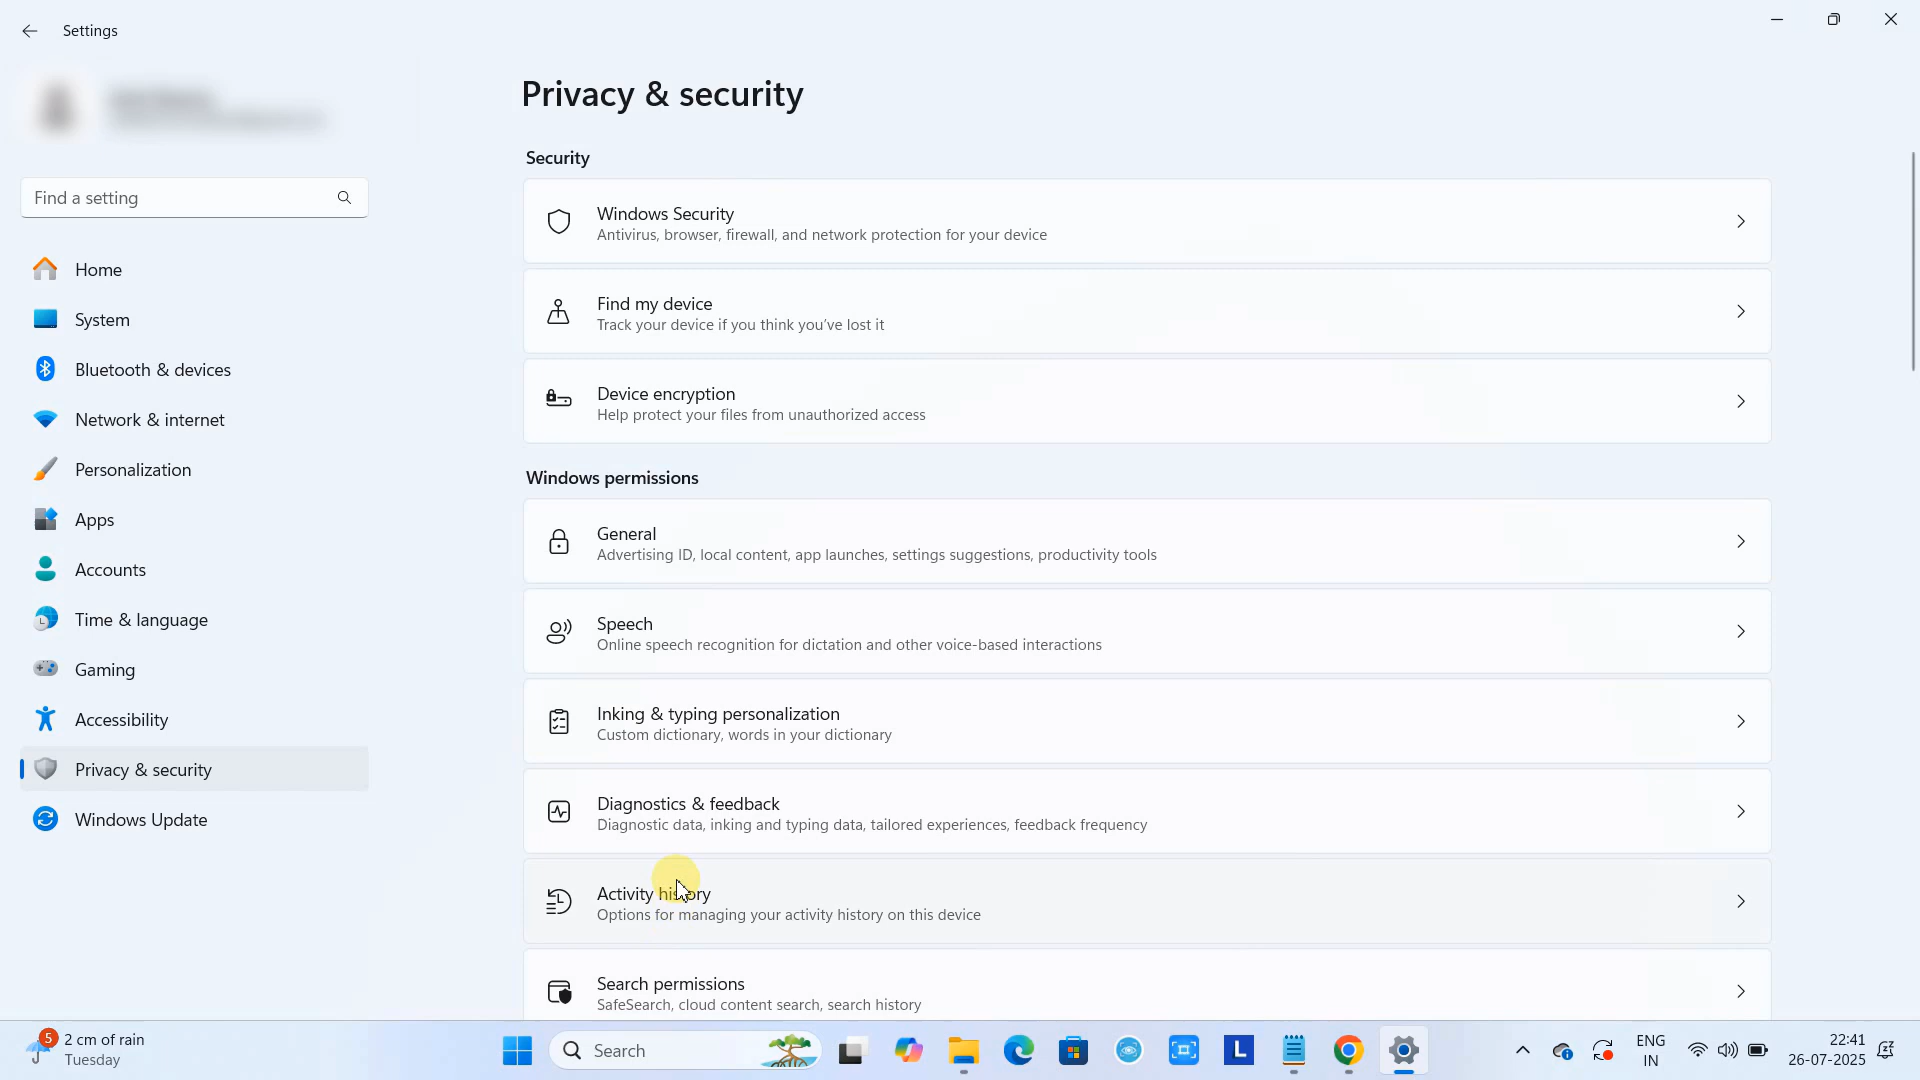 Settings
Find a setting
Home
System
Bluetooth & devices
Network & internet
Personalization
Apps
Accounts
Time & language
Gaming
Accessibility
Privacy & security
Windows Update
Privacy & security
Security
Windows Security
Antivirus, browser, firewall, and network protection for your device
Find my device
Track your device if you think you've lost it
Device encryption
Help protect your files from unauthorized access
Windows permissions
General
Advertising ID, local content, app launches, settings suggestions, productivity tools
Speech
Online speech recognition for dictation and other voice-based interactions
Inking & typing personalization
Custom dictionary, words in your dictionary
Diagnostics & feedback
Diagnostic data, inking and typing data, tailored experiences, feedback frequency
Activity history
Options for managing your activity history on this device
Search permissions
SafeSearch, cloud content search, search history
5
2 cm of rain
Tuesday
Search
L
ENG
IN
22:41
26-07-2025